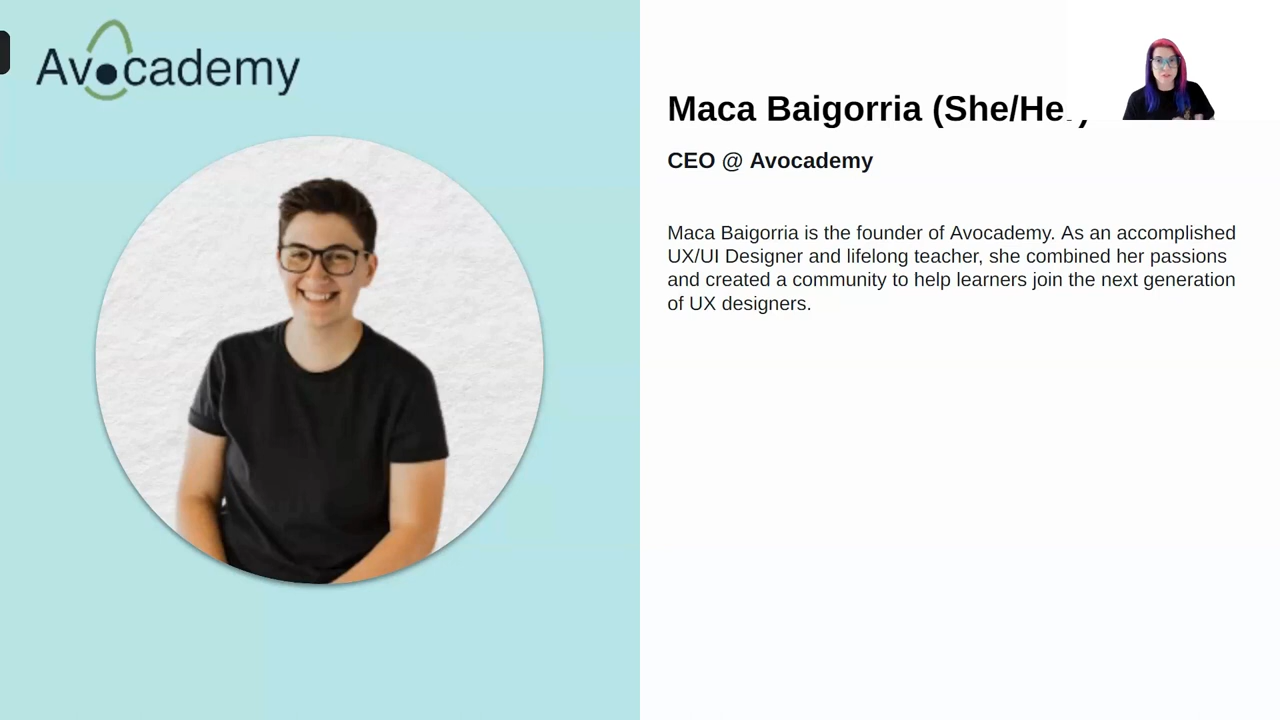 Avocademy
Maca Baigorria (She/Her)
CEO @ Avocademy
Maca Baigorria is the founder of Avocademy. As an accomplished
UX/UI Designer and lifelong teacher, she combined her passions
and created a community to help learners join the next generation
of UX designers.